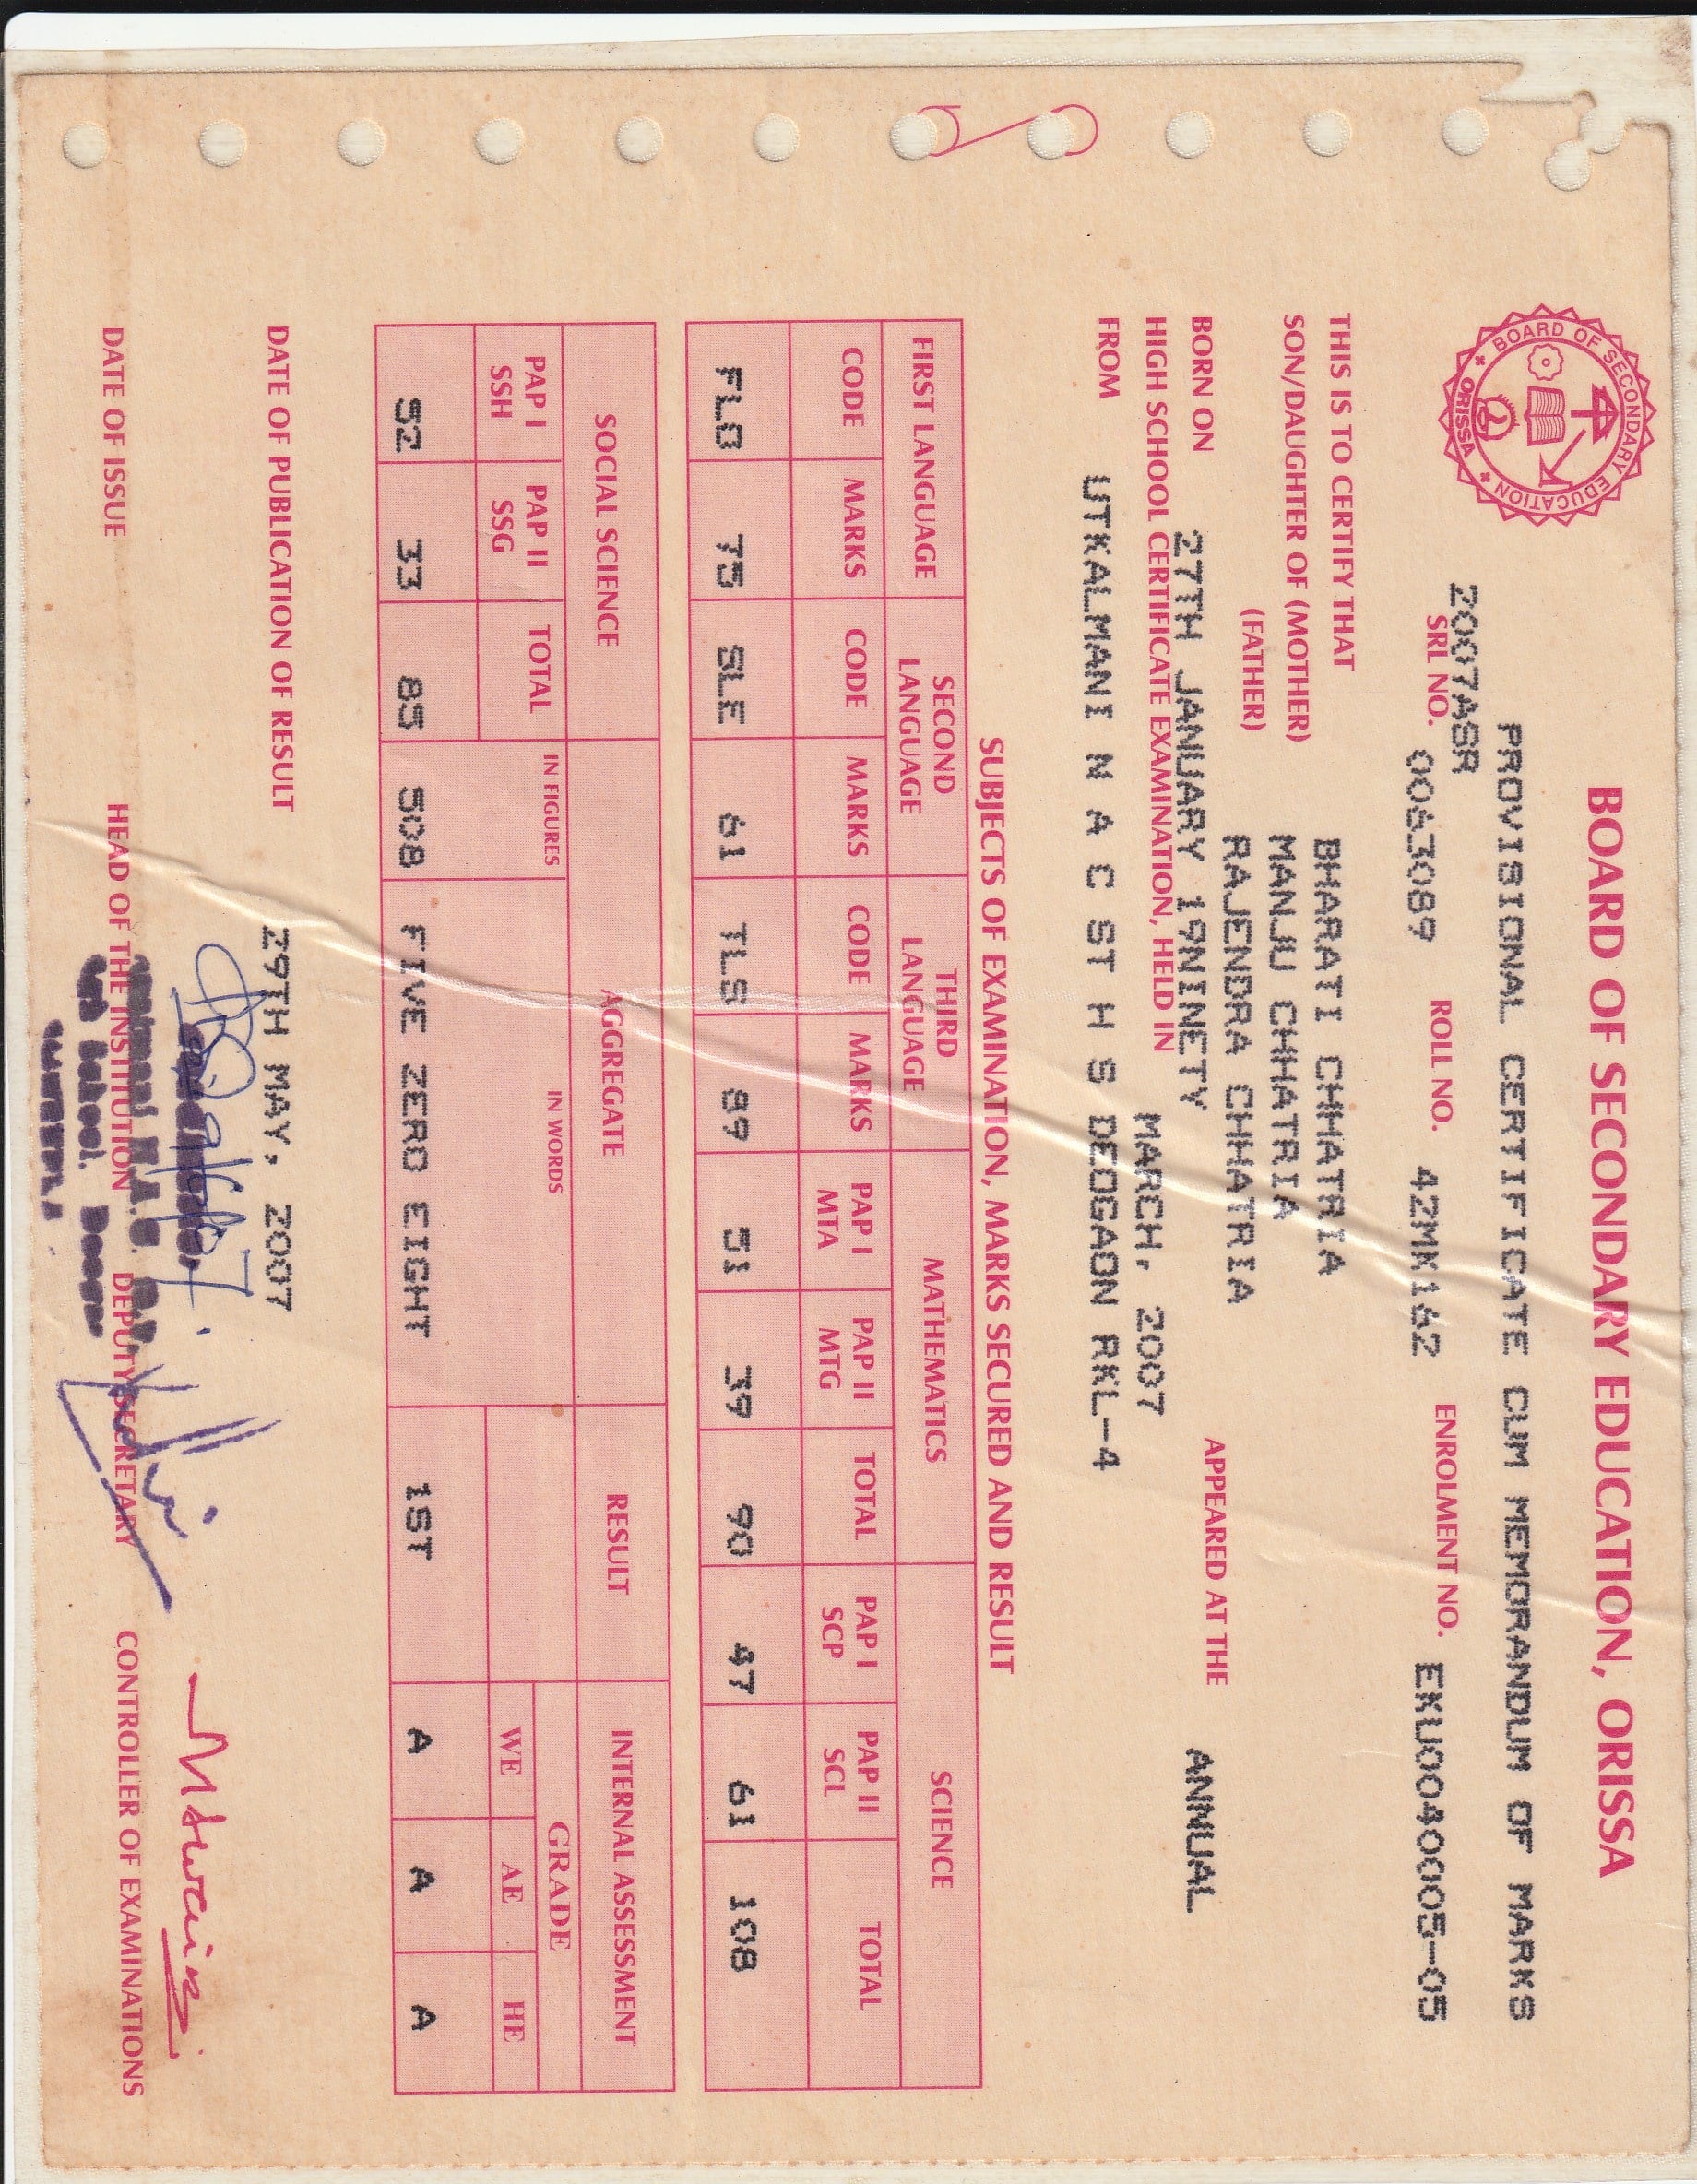 BOARD OF SECONDARY EDUCATION, ORISSA
BOARD OF SECONDARY EDUCATION
ORISSA
PROVISIONAL CERTIFICATE CUM MEMORANDUM OF MARKS
2007ASR
SRL NO. 0063089 ROLL NO. 42MK162 ENROLMENT NO. EKU0040005-05
THIS IS TO CERTIFY THAT BHARATI CHHATRIA
SON/DAUGHTER OF (MOTHER) MANJU CHHATRIA
(FATHER) RAJENDRA CHHATRIA
BORN ON 27TH JANUARY 19NINETY APPEARED AT THE ANNUAL
HIGH SCHOOL CERTIFICATE EXAMINATION, HELD IN MARCH, 2007
FROM UTKALMANI N A C ST H S DEOGAON RKL-4
SUBJECTS OF EXAMINATION, MARKS SECURED AND RESULT
FIRST LANGUAGE SECOND LANGUAGE THIRD LANGUAGE MATHEMATICS SCIENCE
CODE MARKS CODE MARKS CODE MARKS PAP I MTA PAP II MTG TOTAL PAP I SCP PAP II SCL TOTAL
FLO 75 SLE 61 TLS 89 51 39 90 47 61 108
SOCIAL SCIENCE AGGREGATE RESULT INTERNAL ASSESSMENT
PAP I SSH PAP II SSG TOTAL IN FIGURES IN WORDS GRADE
WE AE HE
52 33 85 508 FIVE ZERO EIGHT 1ST A A A
DATE OF PUBLICATION OF RESULT 29TH MAY, 2007
DATE OF ISSUE HEAD OF THE INSTITUTION DEPUTY SECRETARY CONTROLLER OF EXAMINATIONS